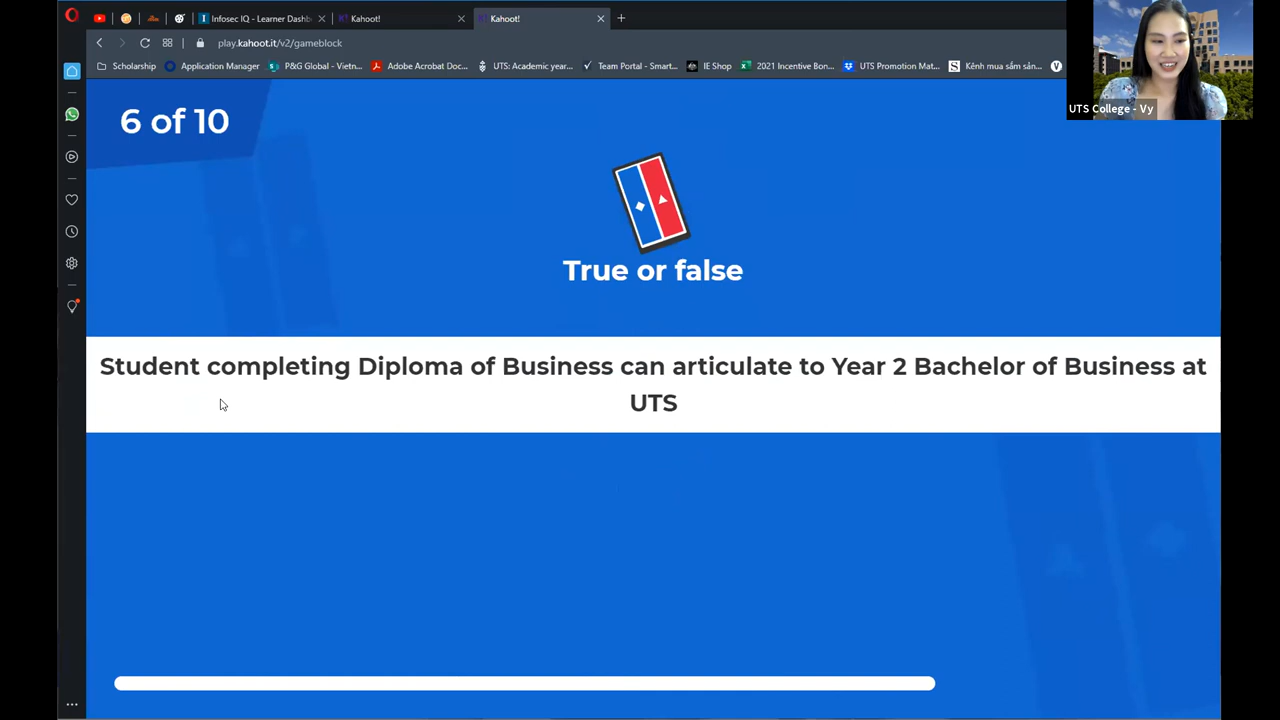 Infosec IQ - Learner Dashb
Kahoot!
Kahoot!
play.kahoot.it/v2/gameblock
Scholarship
Application Manager
P&G Global - Vietn...
Adobe Acrobat Doc...
UTS: Academic year...
Team Portal - Smart...
IE Shop
2021 Incentive Bon...
UTS Promotion Mat...
Kênh mua sắm sản...
UTS College - Vy
6 of 10
True or false
Student completing Diploma of Business can articulate to Year 2 Bachelor of Business at
UTS